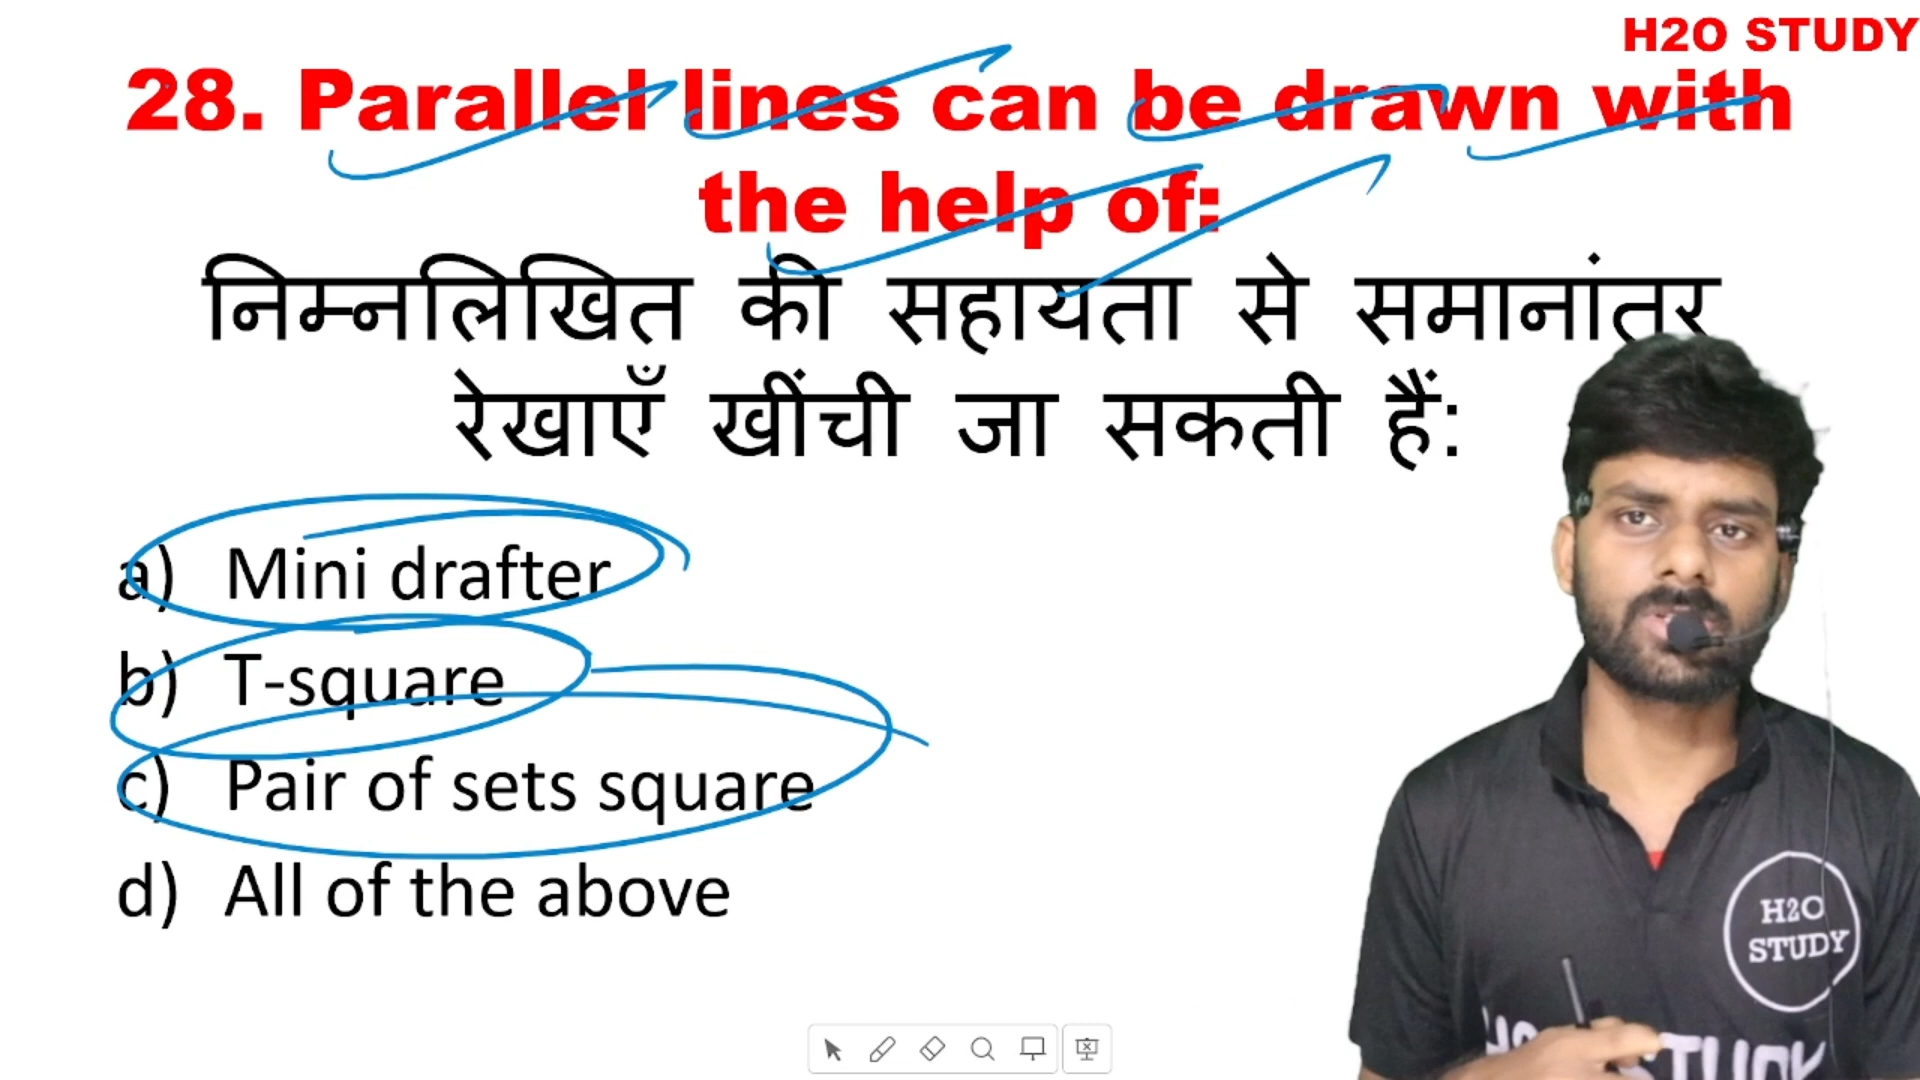 H2O STUDY
28. Parallel lines can be drawn with
the help of:
निम्नलिखित की सहायता से समानांतर
रेखाएँ खींची जा सकती हैं:
a) Mini drafter
b) T-square
c) Pair of sets square
d) All of the above
H2O
STUDY